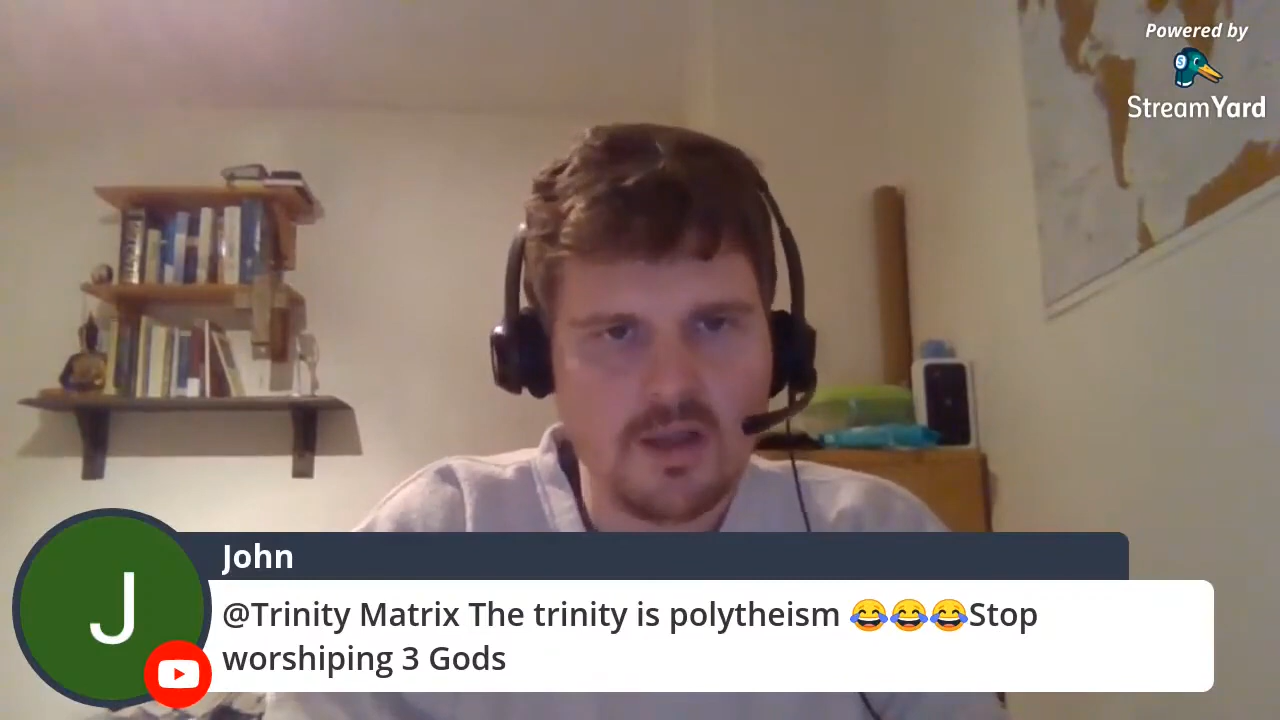 Powered by
StreamYard
John
@Trinity Matrix The trinity is polytheism 😂😂😂Stop
worshiping 3 Gods
J